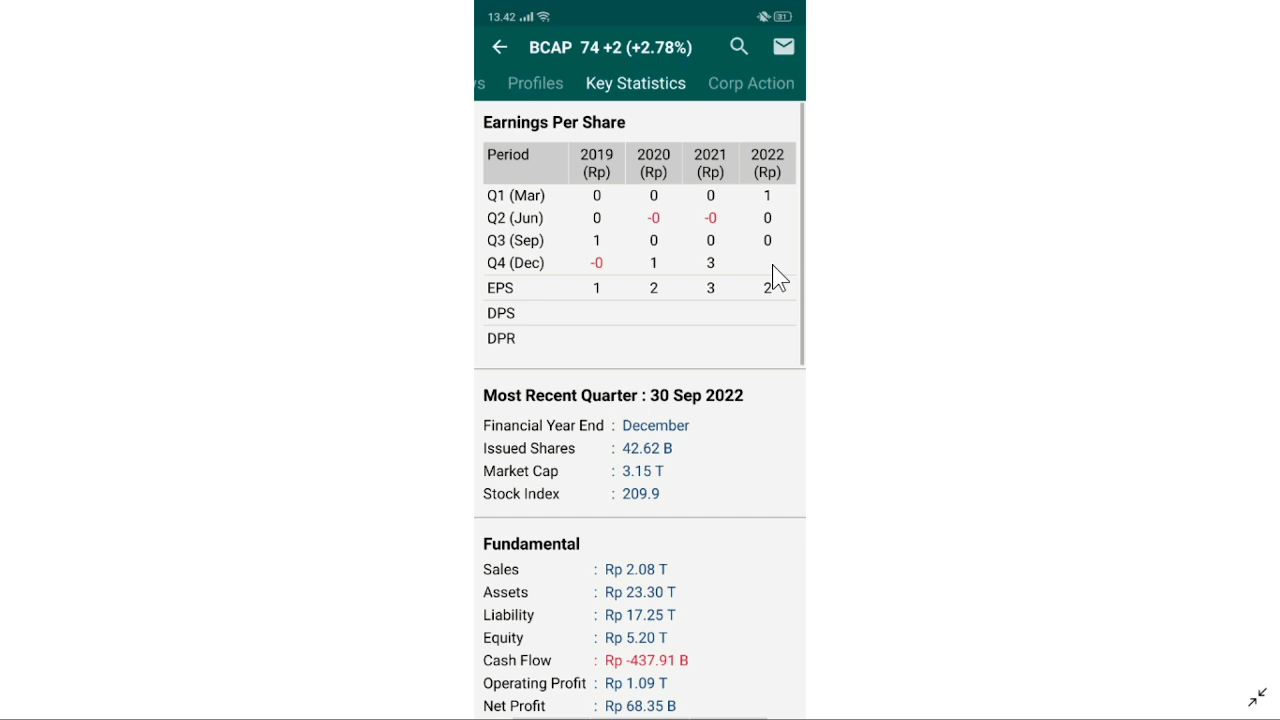 13.42 31
BCAP 74 +2 (+2.78%)
s Profiles Key Statistics Corp Action
Earnings Per Share
Period 2019 2020 2021 2022
(Rp) (Rp) (Rp) (Rp)
Q1 (Mar) 0 0 0 1
Q2 (Jun) 0 -0 -0 0
Q3 (Sep) 1 0 0 0
Q4 (Dec) -0 1 3
EPS 1 2 3 2
DPS
DPR
Most Recent Quarter : 30 Sep 2022
Financial Year End : December
Issued Shares : 42.62 B
Market Cap : 3.15 T
Stock Index : 209.9
Fundamental
Sales : Rp 2.08 T
Assets : Rp 23.30 T
Liability : Rp 17.25 T
Equity : Rp 5.20 T
Cash Flow : Rp -437.91 B
Operating Profit : Rp 1.09 T
Net Profit : Rp 68.35 B